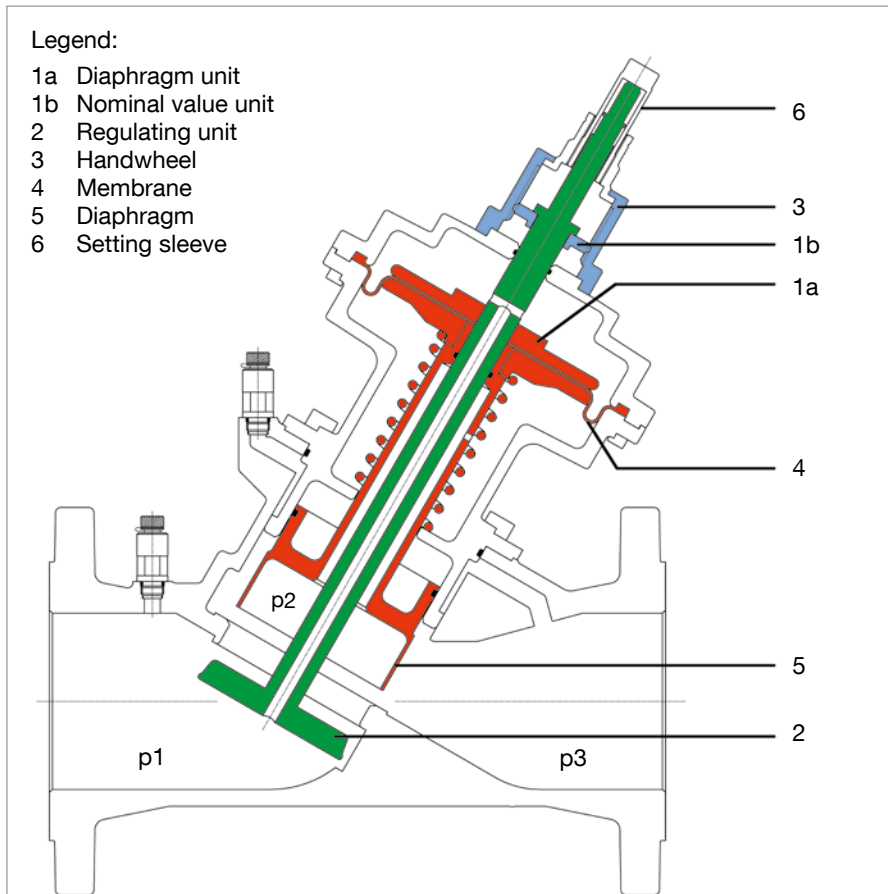 Legend:
1a Diaphragm unit
1b Nominal value unit
2 Regulating unit
3 Handwheel
4 Membrane
5 Diaphragm
6 Setting sleeve
6
3
1b
1a
4
p2
5
2
p1
p3